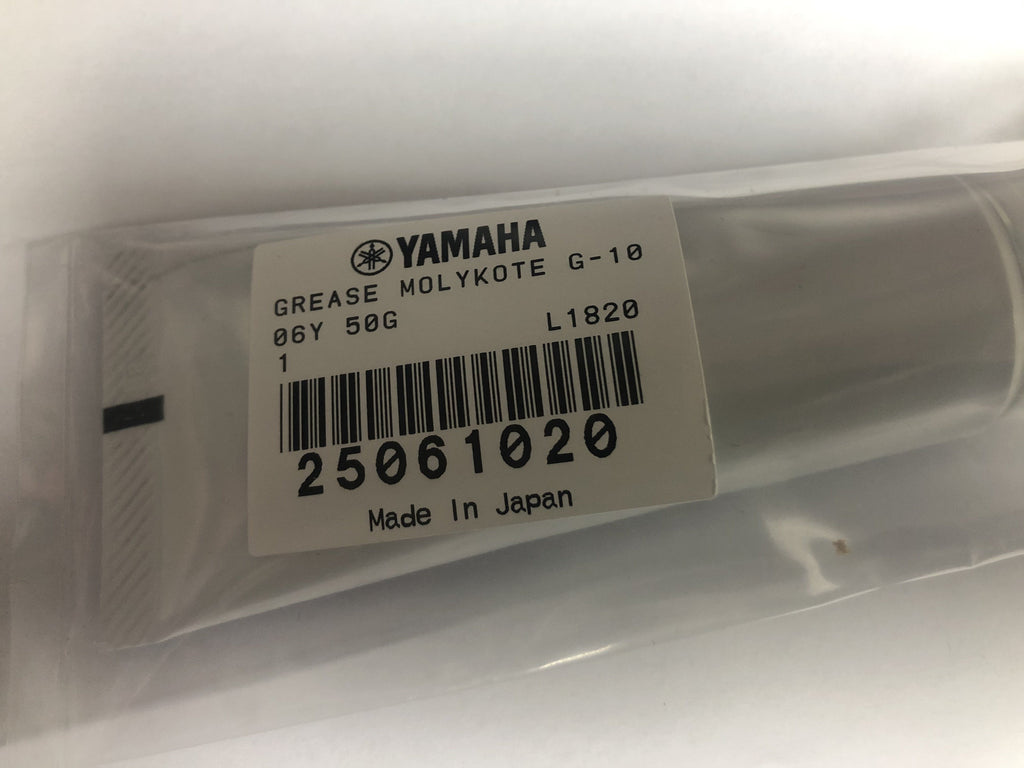 YAMAHA
GREASE MOLYKOTE G-10
06Y 50G L1820
1
25061020
Made In Japan